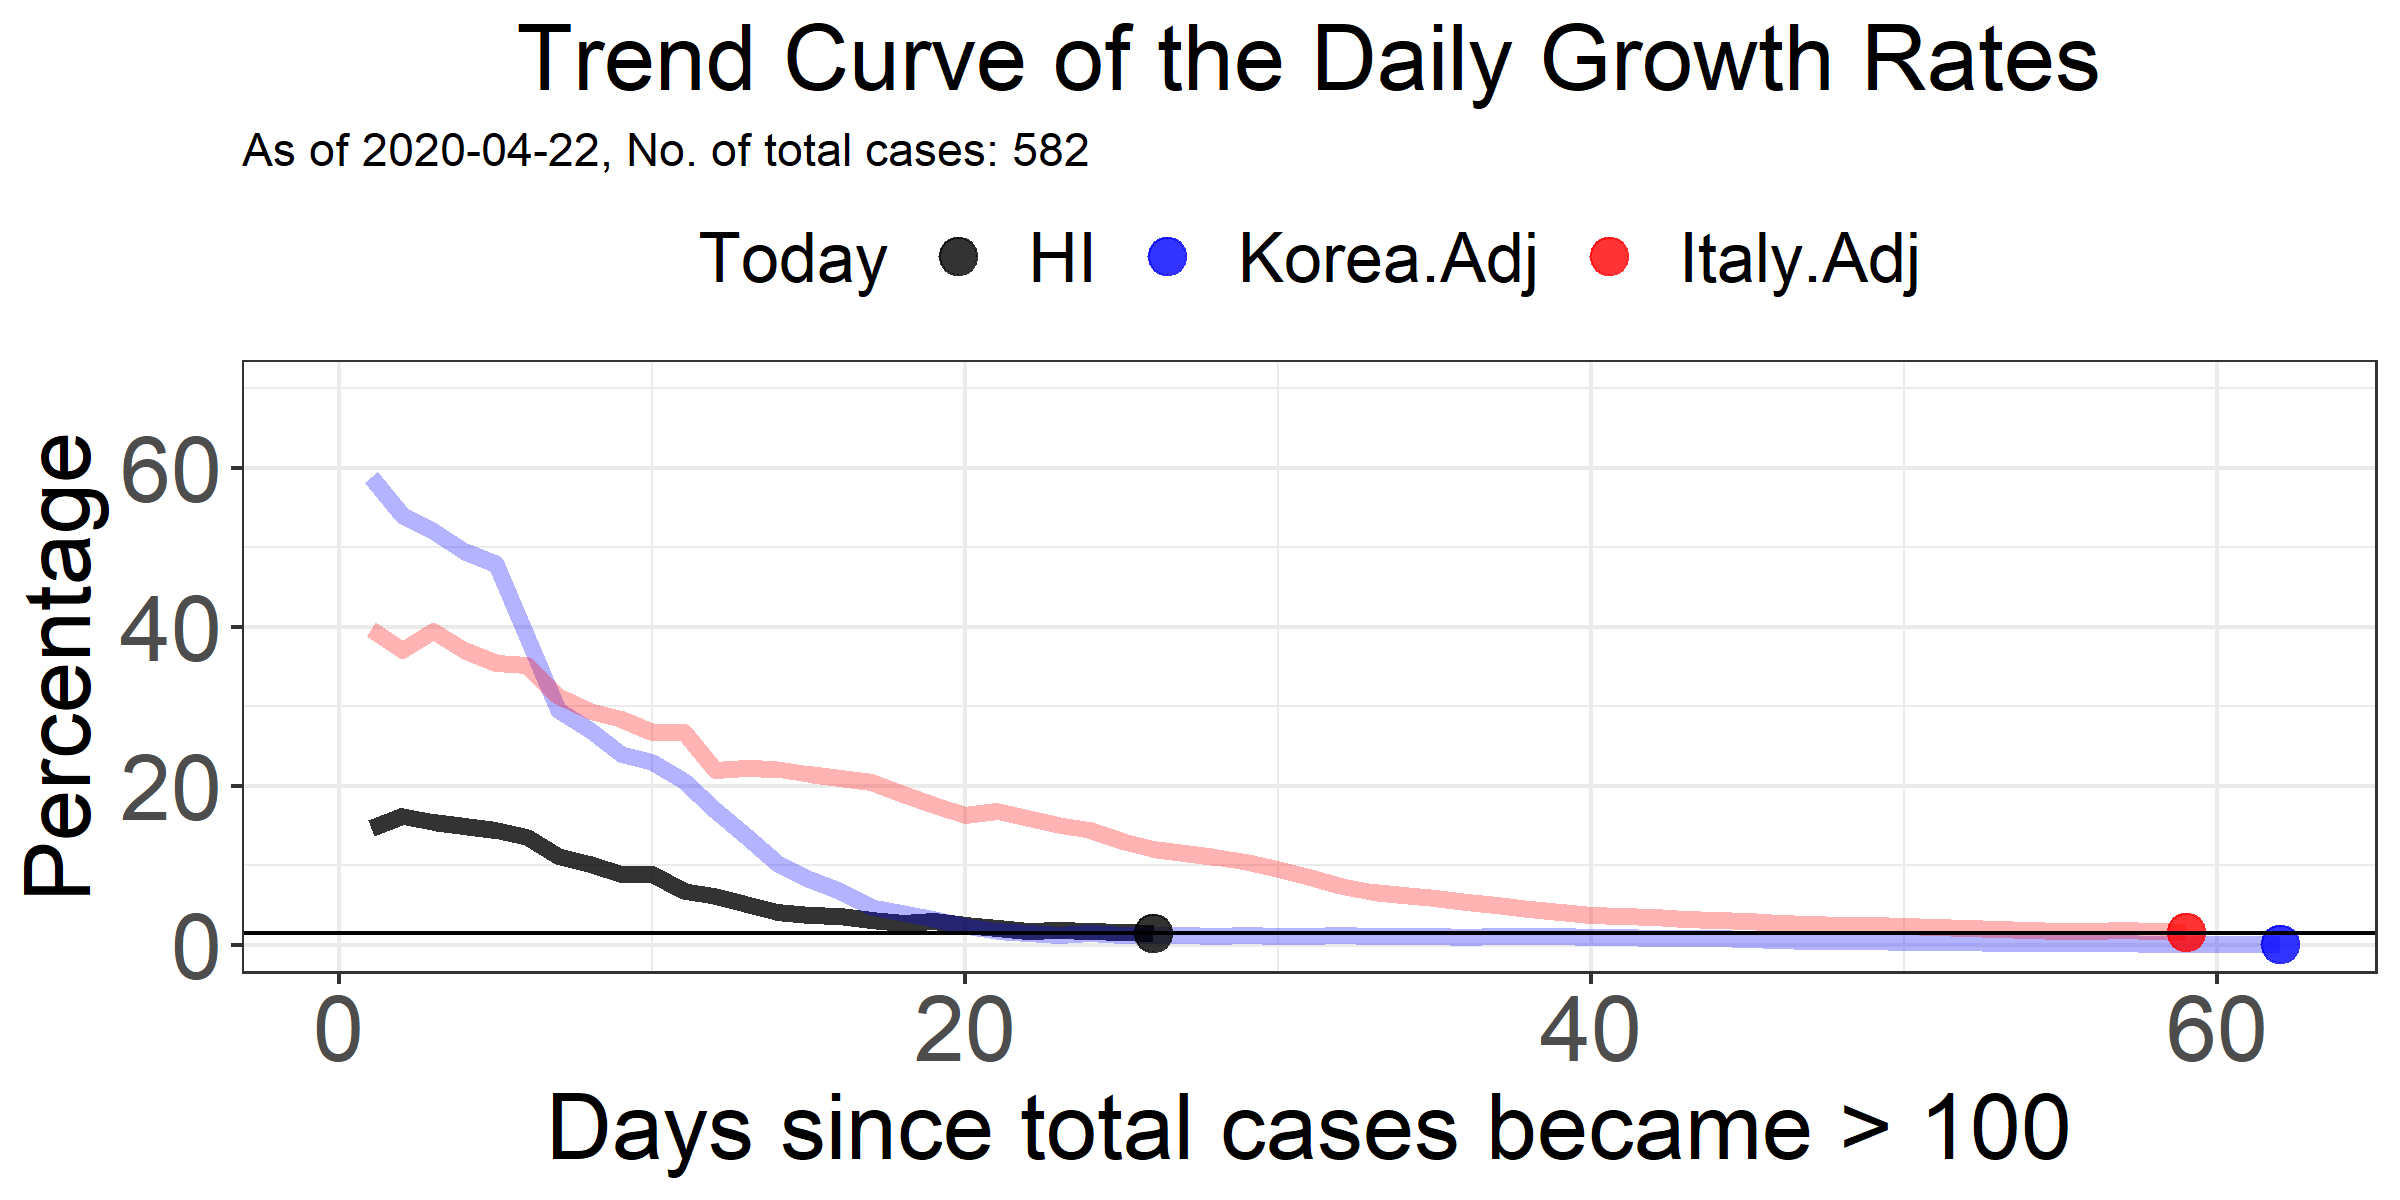 Trend Curve of the Daily Growth Rates
As of 2020-04-22, No. of total cases: 582
Today HI Korea.Adj Italy.Adj
Percentage
60
40
20
0
0 20 40 60
Days since total cases became > 100